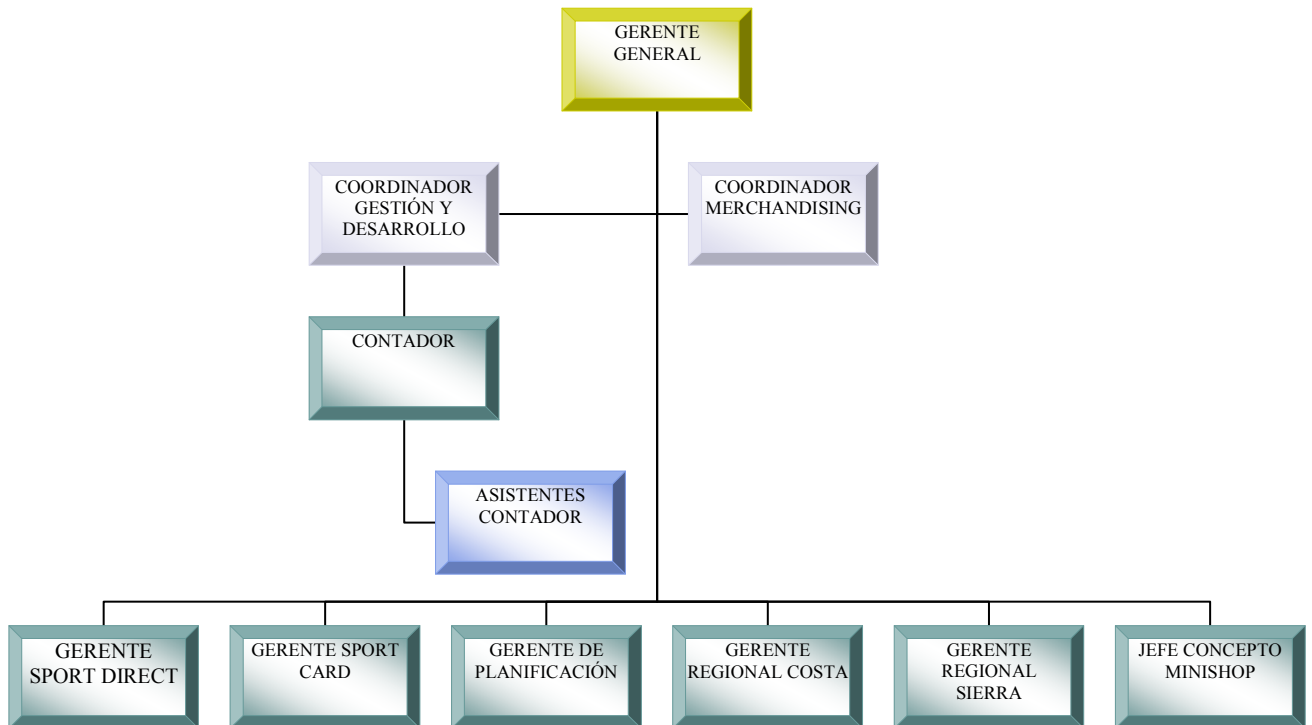 GERENTE
GENERAL
COORDINADOR
GESTIÓN Y
DESARROLLO
COORDINADOR
MERCHANDISING
CONTADOR
ASISTENTES
CONTADOR
GERENTE
SPORT DIRECT
GERENTE SPORT
CARD
GERENTE DE
PLANIFICACIÓN
GERENTE
REGIONAL COSTA
GERENTE
REGIONAL
SIERRA
JEFE CONCEPTO
MINISHOP